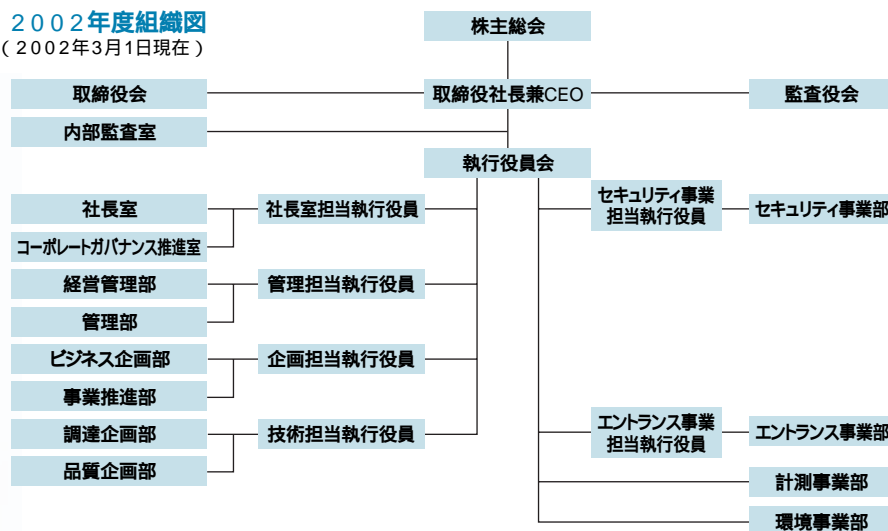 2002年度組織図
(2002年3月1日現在)
株主総会
取締役会
取締役社長兼CEO
監査役会
内部監査室
執行役員会
社長室
社長室担当執行役員
コーポレートガバナンス推進室
経営管理部
管理担当執行役員
管理部
ビジネス企画部
企画担当執行役員
事業推進部
調達企画部
技術担当執行役員
品質企画部
セキュリティ事業
担当執行役員
セキュリティ事業部
エントランス事業
担当執行役員
エントランス事業部
計測事業部
環境事業部